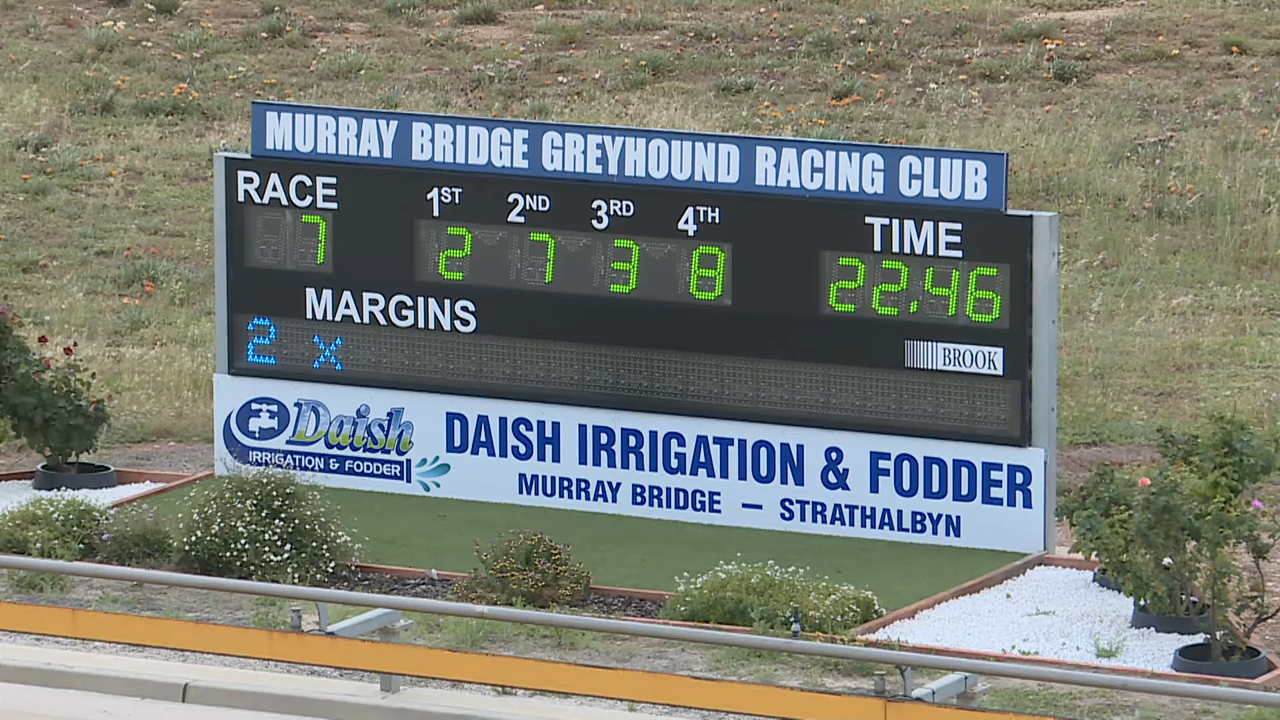 MURRAY BRIDGE GREYHOUND RACING CLUB
RACE 1ST 2ND 3RD 4TH TIME
7 2 7 3 8 22.46
MARGINS
2 x
BROOK
Daish
IRRIGATION & FODDER
DAISH IRRIGATION & FODDER
MURRAY BRIDGE — STRATHALBYN